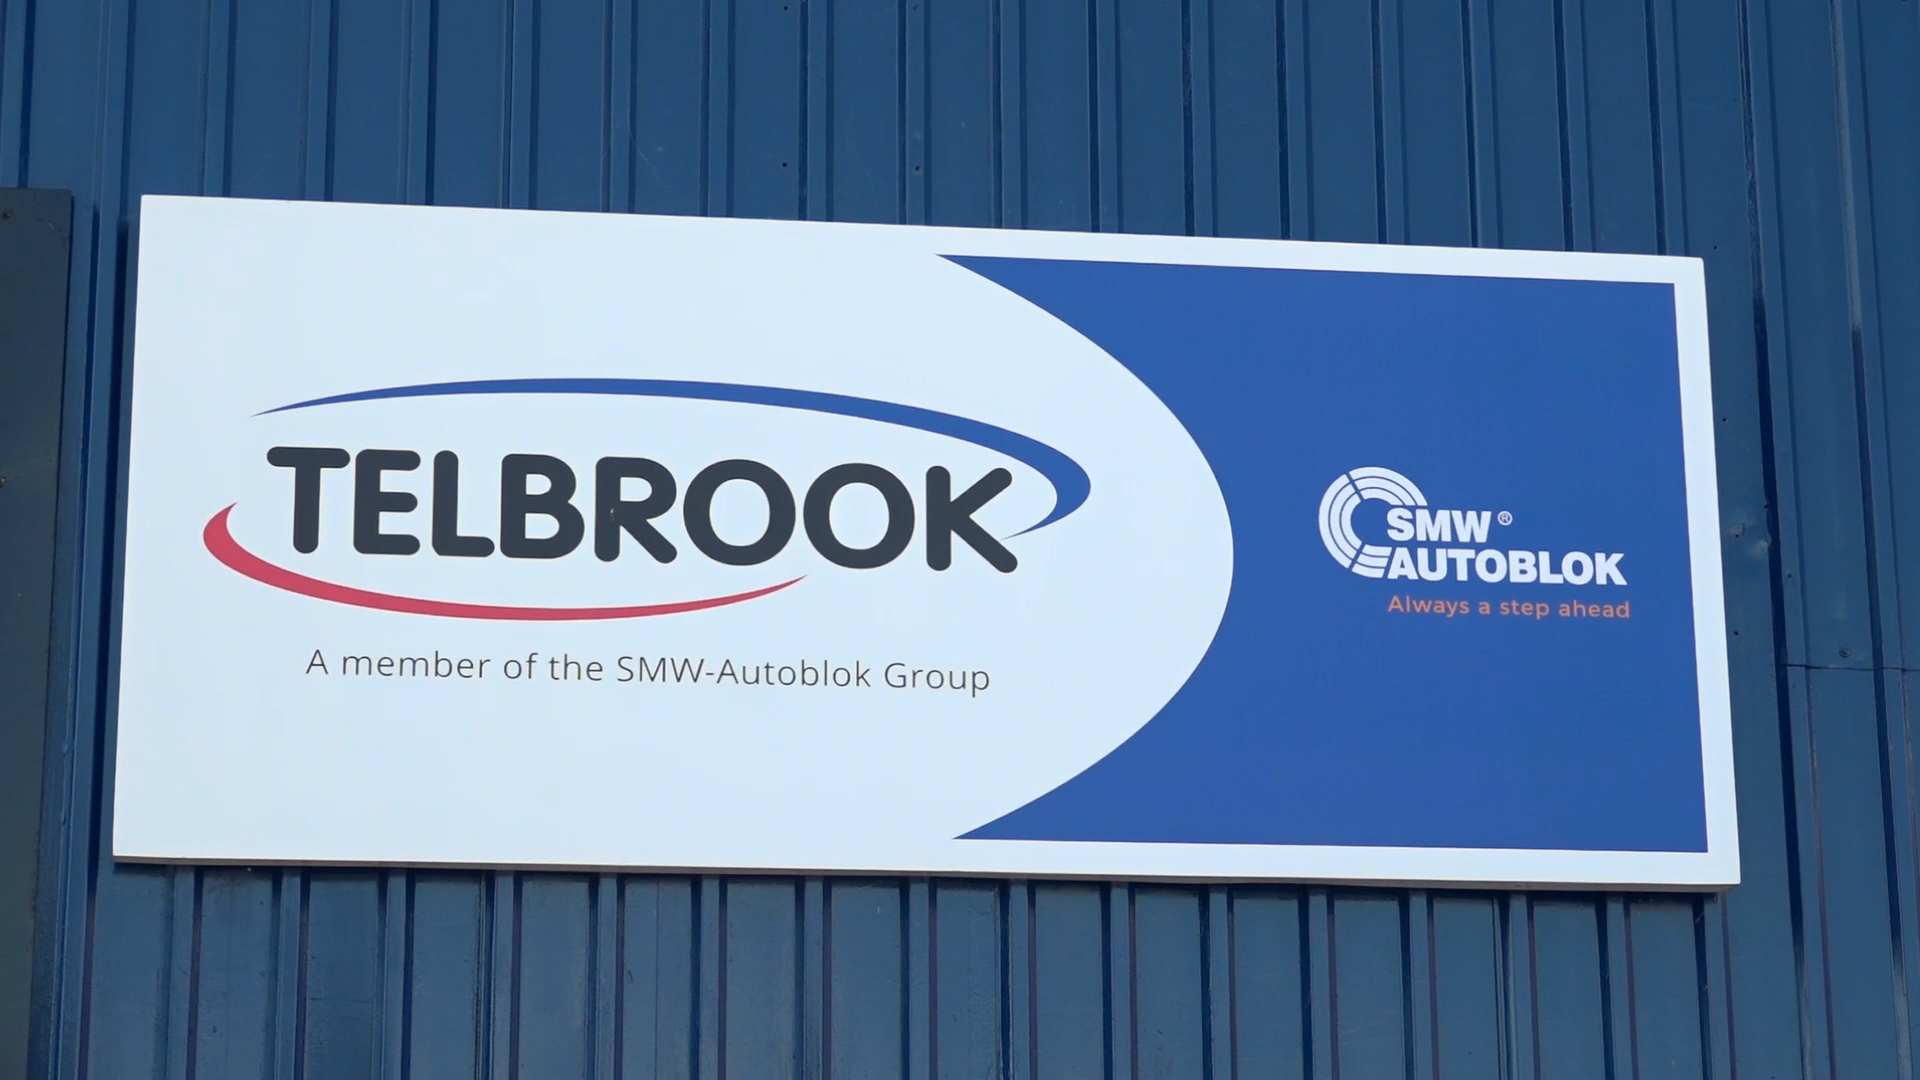 TELBROOK
A member of the SMW-Autoblok Group
SMW®
AUTOBLOK
Always a step ahead